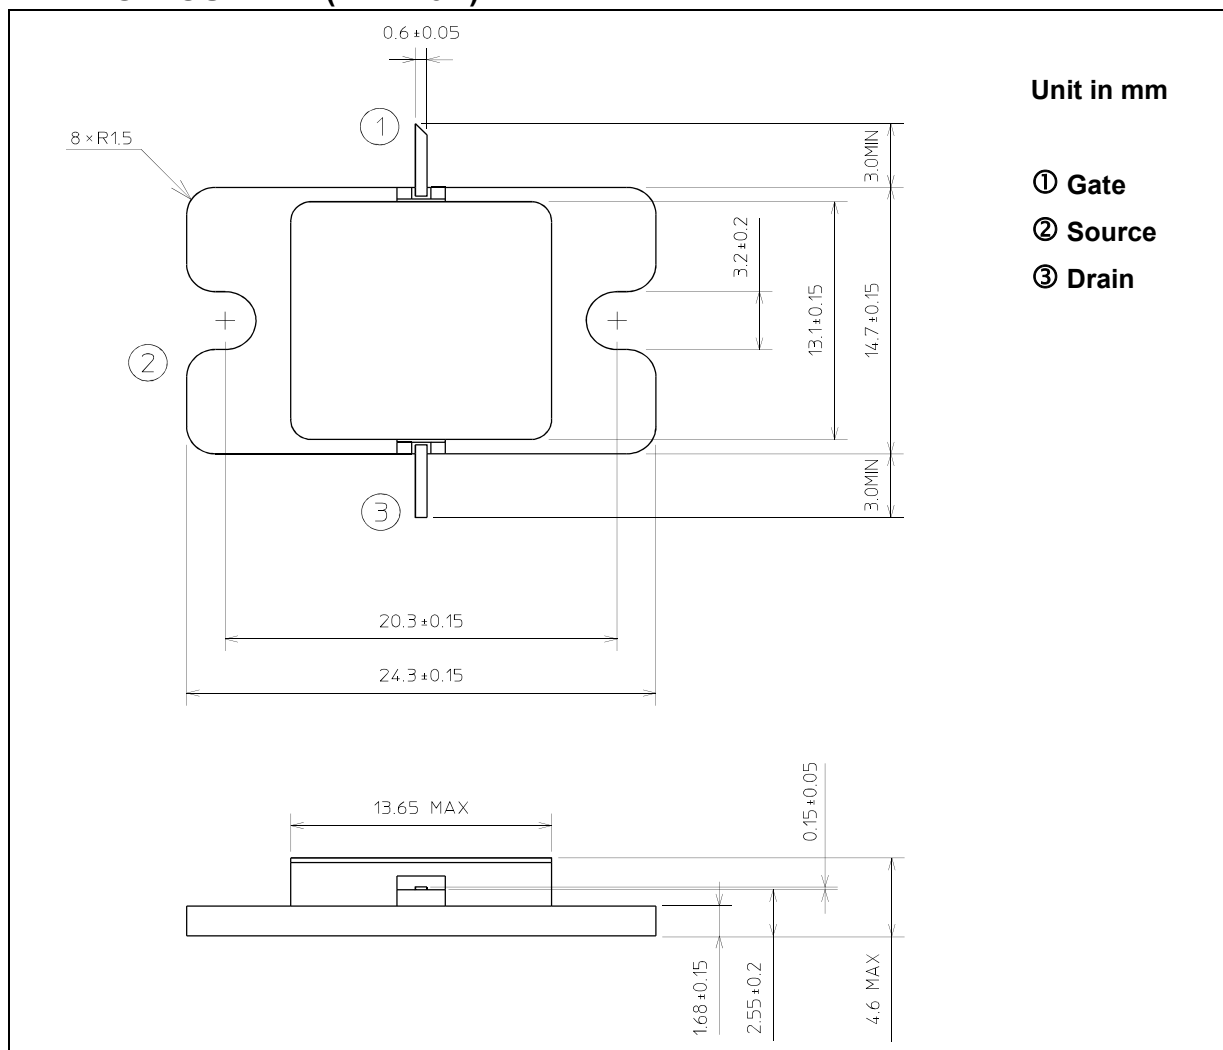 0.6±0.05
Unit in mm
①
8×R1.5
3.0MIN
① Gate
② Source
③ Drain
3.2±0.2
13.1±0.15
14.7±0.15
②
3.0MIN
③
20.3±0.15
24.3±0.15
13.65 MAX
0.15±0.05
1.68±0.15
2.55±0.2
4.6 MAX